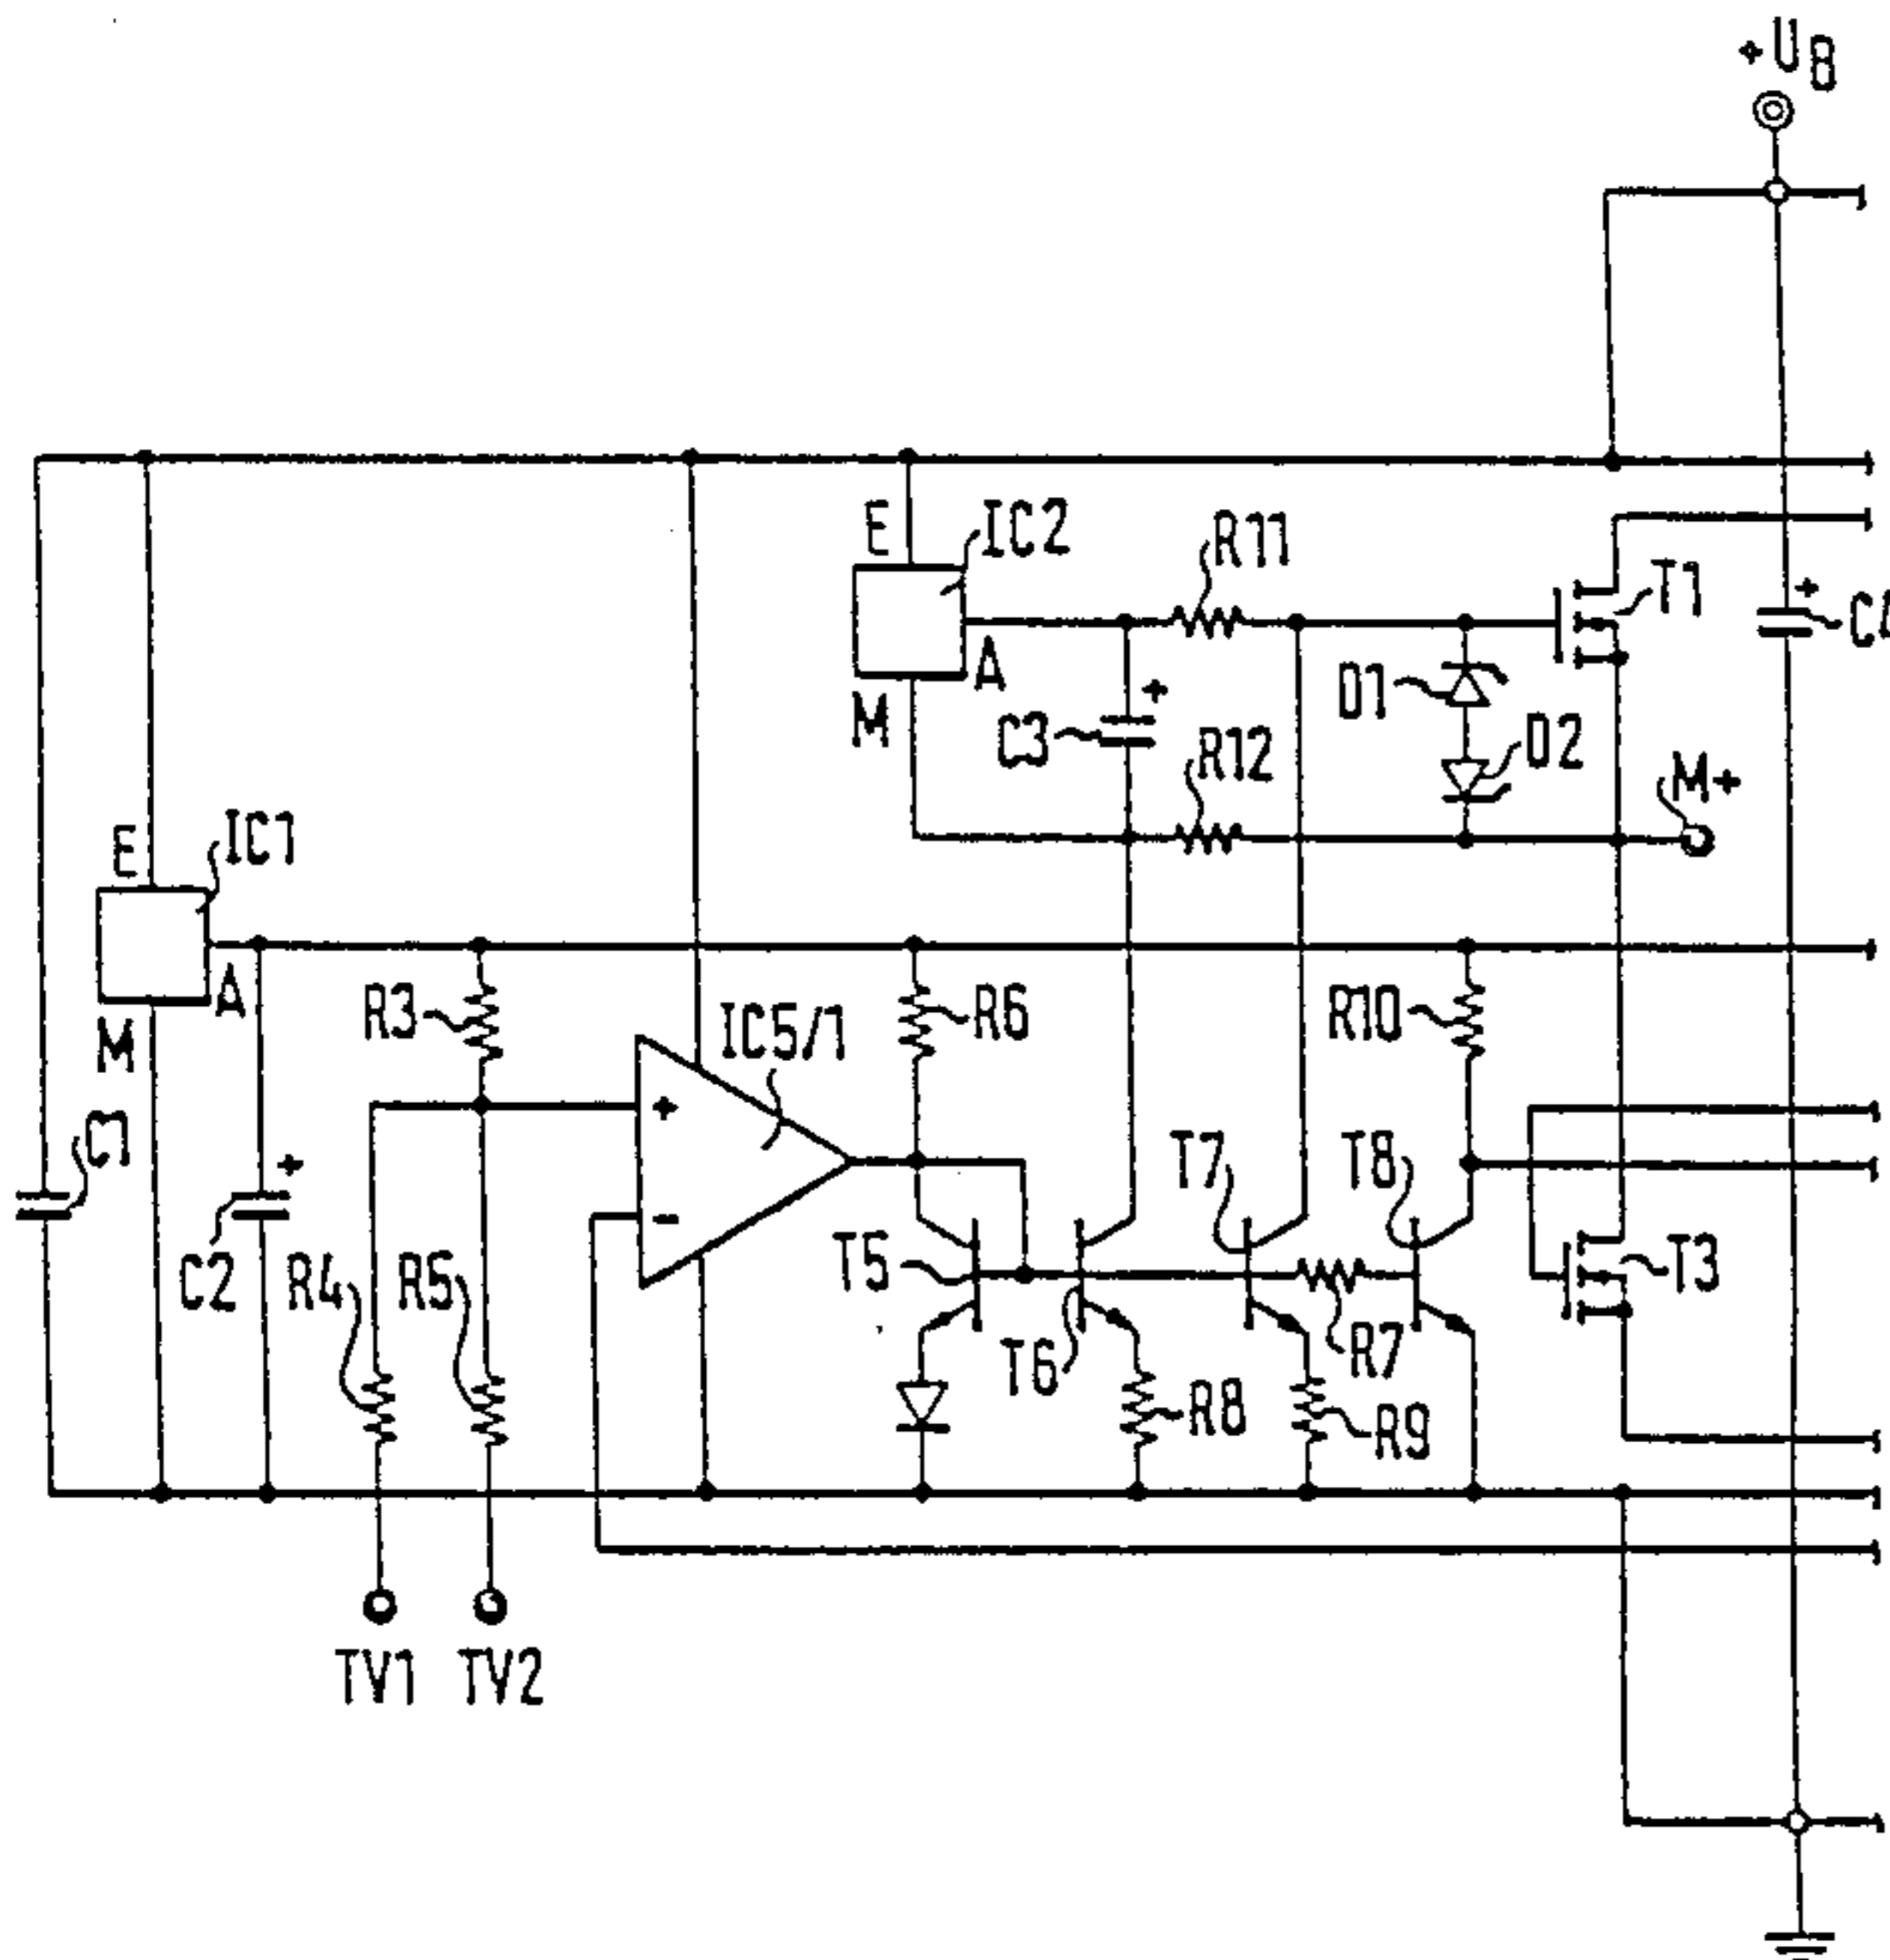 +UB
E
IC2
R11
T1
+
C4
A
D1
M
+
C3
R12
D2
M+
E
IC1
A
M
R3
IC5/1
R6
R10
+
C1
+
T7
T8
-
C2
R4
R5
T5
T6
R7
T3
R8
R9
TV1
TV2